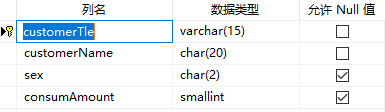 列名 数据类型 允许 Null 值
customerTle varchar(15)
customerName char(20)
sex char(2)
consumAmount smallint